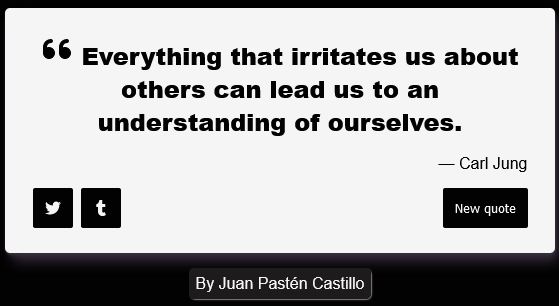 ❝ Everything that irritates us about
others can lead us to an
understanding of ourselves.
— Carl Jung
New quote
By Juan Pastén Castillo